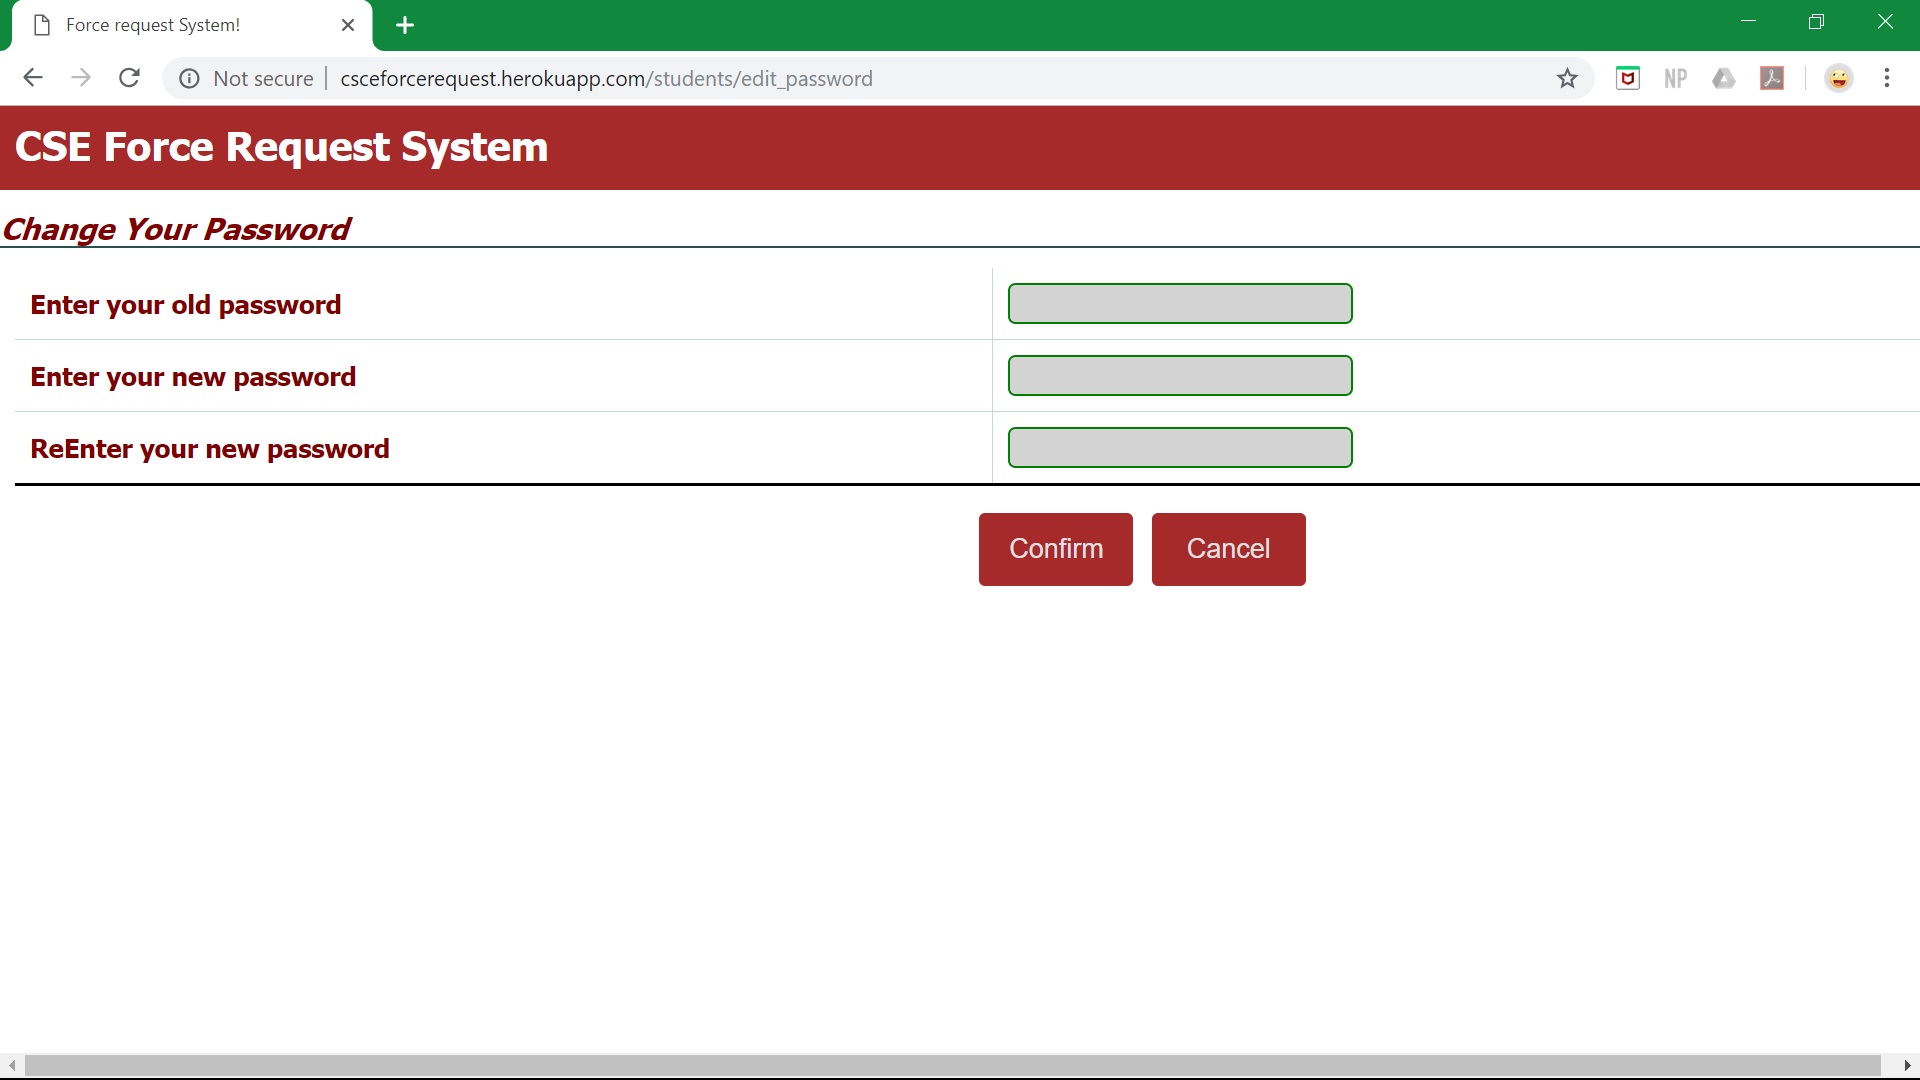 Force request System!
Not secure csceforcerequest.herokuapp.com/students/edit_password
NP
CSE Force Request System
Change Your Password
Enter your old password
Enter your new password
ReEnter your new password
Confirm Cancel